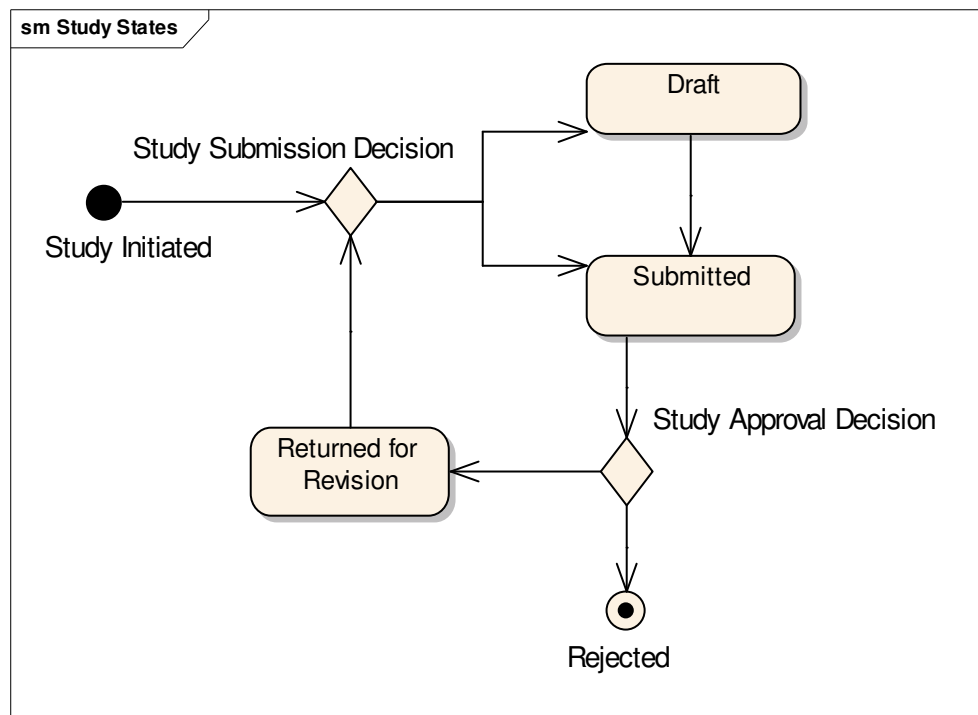 sm Study States
Draft
Study Submission Decision
Study Initiated
Submitted
Study Approval Decision
Returned for
Revision
Rejected